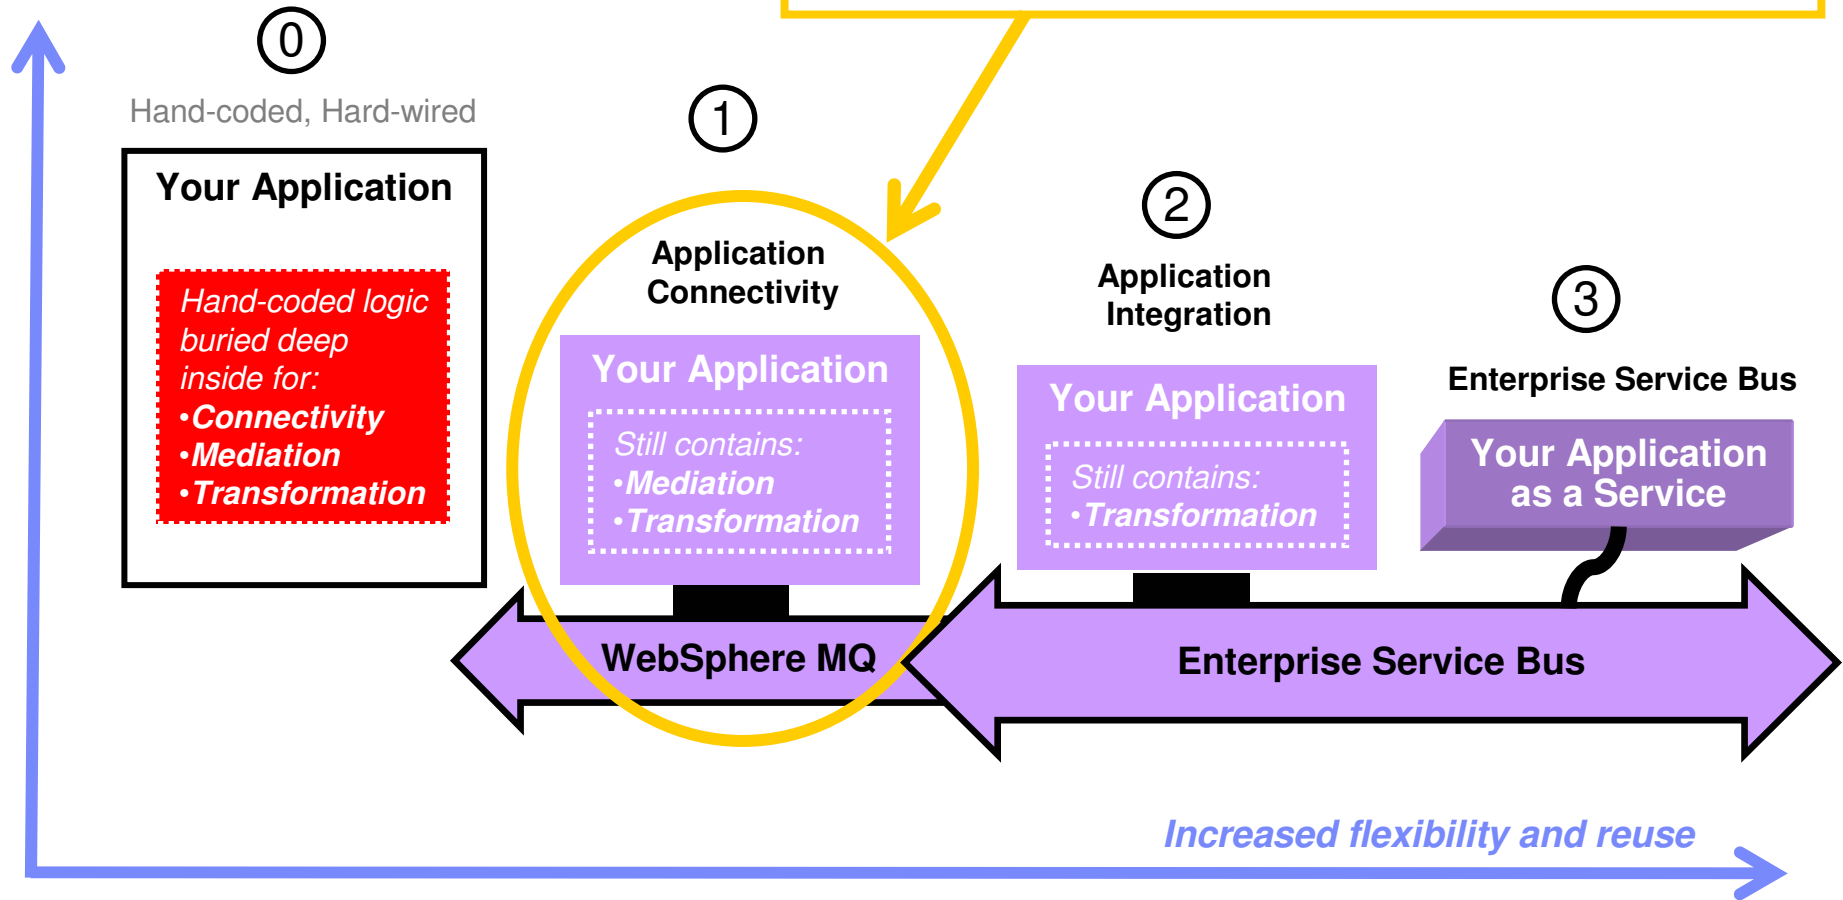 0
Hand-coded, Hard-wired
Your Application
Hand-coded logic
buried deep
inside for:
•Connectivity
•Mediation
•Transformation
1
Application
Connectivity
Your Application
Still contains:
•Mediation
•Transformation
WebSphere MQ
2
Application
Integration
Your Application
Still contains:
•Transformation
3
Enterprise Service Bus
Your Application
as a Service
Enterprise Service Bus
Increased flexibility and reuse